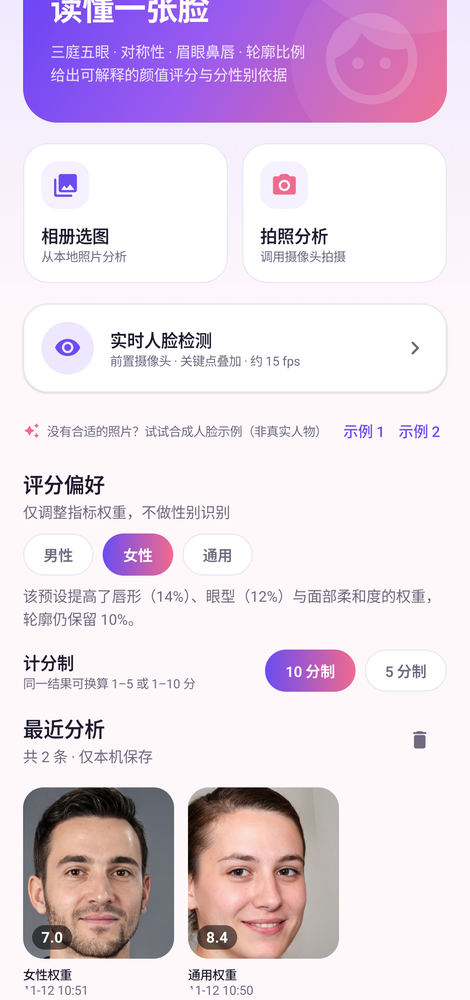 读懂一张脸
三庭五眼 · 对称性 · 眉眼鼻唇 · 轮廓比例
给出可解释的颜值评分与分性别依据
相册选图
从本地照片分析
拍照分析
调用摄像头拍摄
实时人脸检测
前置摄像头 · 关键点叠加 · 约 15 fps
没有合适的照片？试试合成人脸示例（非真实人物）
示例 1 示例 2
评分偏好
仅调整指标权重，不做性别识别
男性 女性 通用
该预设提高了唇形（14%）、眼型（12%）与面部柔和度的权重，
轮廓仍保留 10%。
计分制
同一结果可换算 1–5 或 1–10 分
10 分制 5 分制
最近分析
共 2 条 · 仅本机保存
7.0
女性权重
11-12 10:51
8.4
通用权重
11-12 10:50